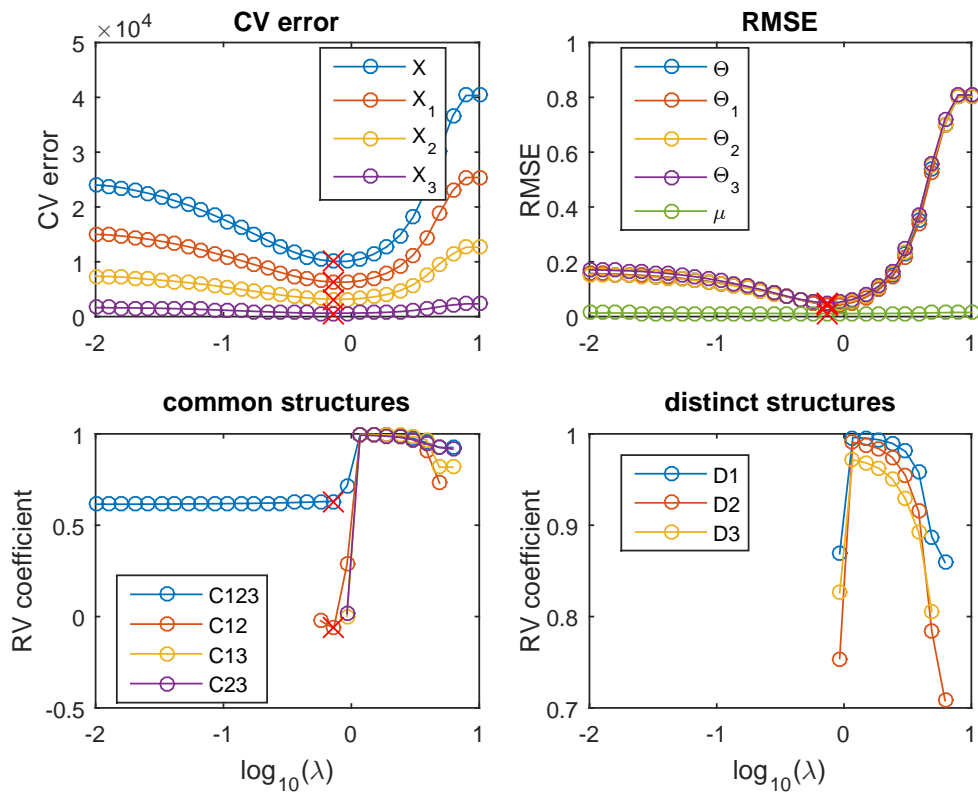 CV error
×10^4
CV error
5
4
3
2
1
0
-2
-1
0
1
X
X_1
X_2
X_3
RMSE
RMSE
1
0.8
0.6
0.4
0.2
0
-2
-1
0
1
Θ
Θ_1
Θ_2
Θ_3
μ
common structures
RV coefficient
1
0.5
0
-0.5
-2
-1
0
1
log_10(λ)
C123
C12
C13
C23
distinct structures
RV coefficient
1
0.9
0.8
0.7
-2
-1
0
1
log_10(λ)
D1
D2
D3